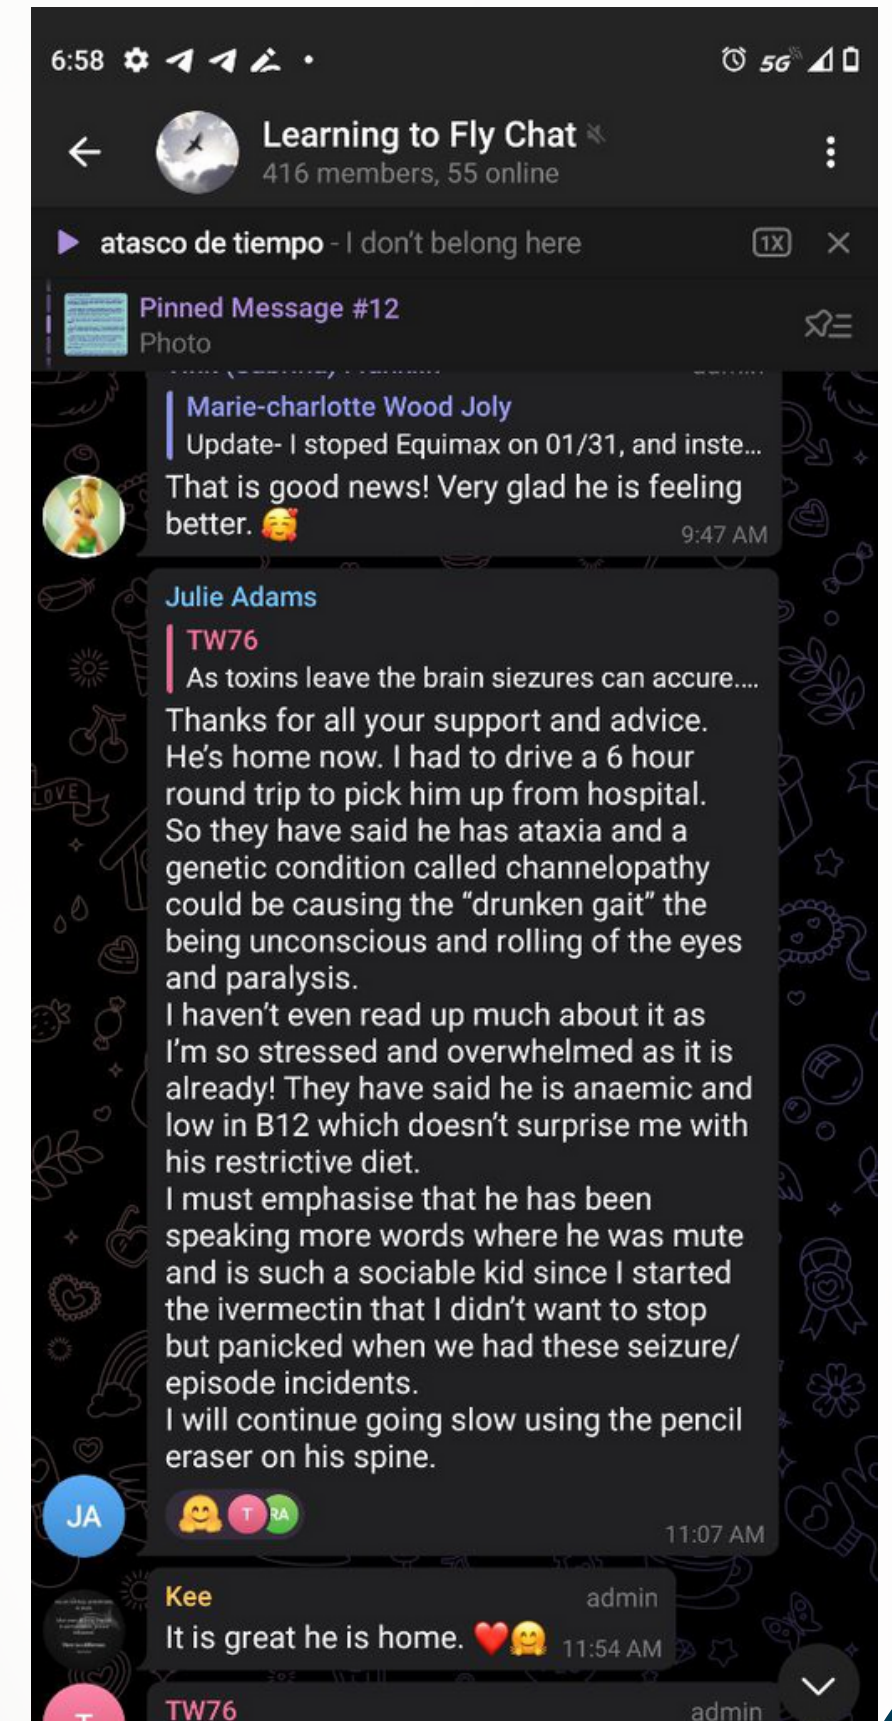 6:58
5G
Learning to Fly Chat
416 members, 55 online
atasco de tiempo - I don't belong here
1X
Pinned Message #12
Photo
Marie-charlotte Wood Joly
Update- I stoped Equimax on 01/31, and inste...
That is good news! Very glad he is feeling
better. 🥰
9:47 AM
Julie Adams
TW76
As toxins leave the brain siezures can accure....
Thanks for all your support and advice.
He's home now. I had to drive a 6 hour
round trip to pick him up from hospital.
So they have said he has ataxia and a
genetic condition called channelopathy
could be causing the “drunken gait” the
being unconscious and rolling of the eyes
and paralysis.
I haven't even read up much about it as
I'm so stressed and overwhelmed as it is
already! They have said he is anaemic and
low in B12 which doesn't surprise me with
his restrictive diet.
I must emphasise that he has been
speaking more words where he was mute
and is such a sociable kid since I started
the ivermectin that I didn't want to stop
but panicked when we had these seizure/
episode incidents.
I will continue going slow using the pencil
eraser on his spine.
JA
🤗 T RA
11:07 AM
Kee admin
It is great he is home. ❤️🤗 11:54 AM
TW76 admin
LOVE